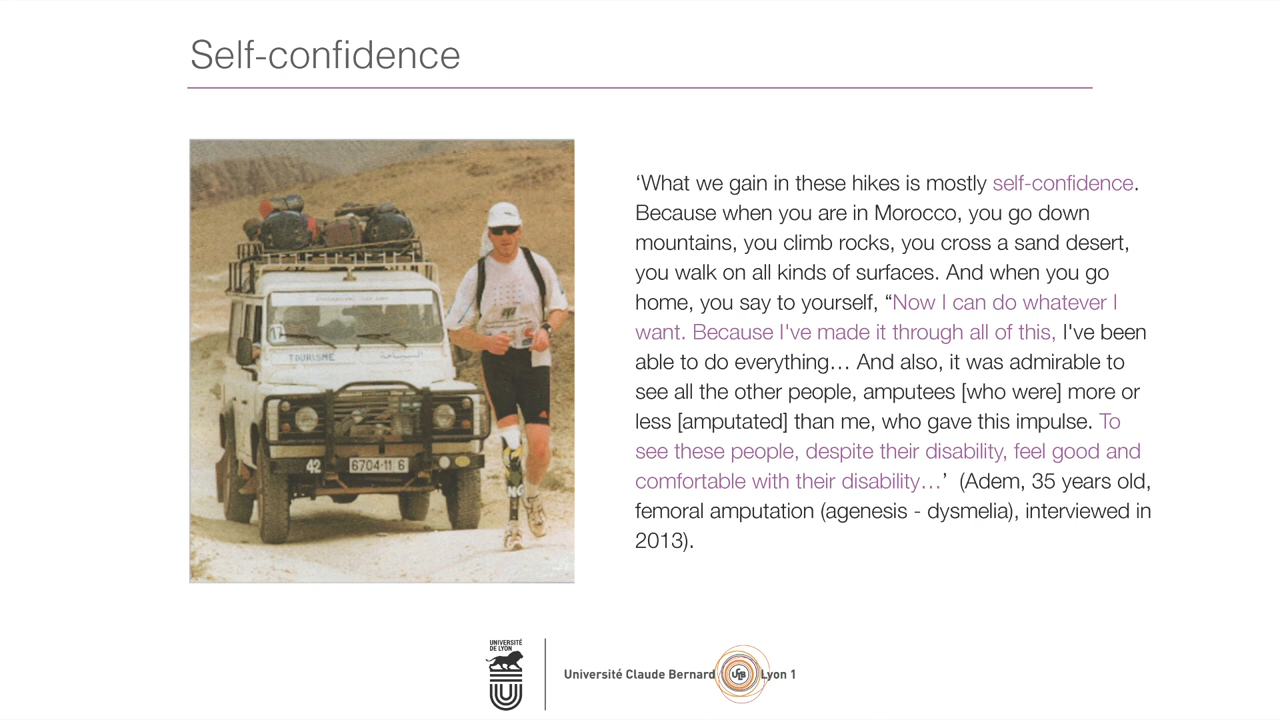 Self-confidence
‘What we gain in these hikes is mostly self-confidence.
Because when you are in Morocco, you go down
mountains, you climb rocks, you cross a sand desert,
you walk on all kinds of surfaces. And when you go
home, you say to yourself, “Now I can do whatever I
want. Because I've made it through all of this, I've been
able to do everything… And also, it was admirable to
see all the other people, amputees [who were] more or
less [amputated] than me, who gave this impulse. To
see these people, despite their disability, feel good and
comfortable with their disability…’ (Adem, 35 years old,
femoral amputation (agenesis - dysmelia), interviewed in
2013).
17
TOURISME
42
6704-11 6
UNIVERSITÉ
DE LYON
Université Claude Bernard Lyon 1